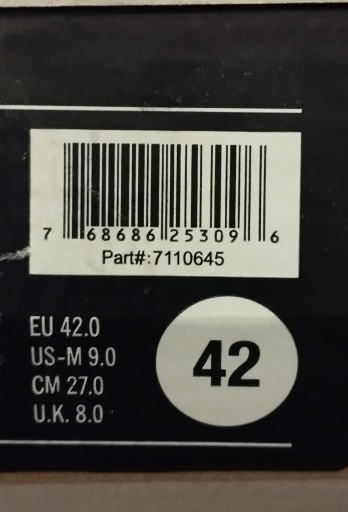 7 68686 25309 6
Part#:7110645
EU 42.0
US-M 9.0
CM 27.0
U.K. 8.0
42